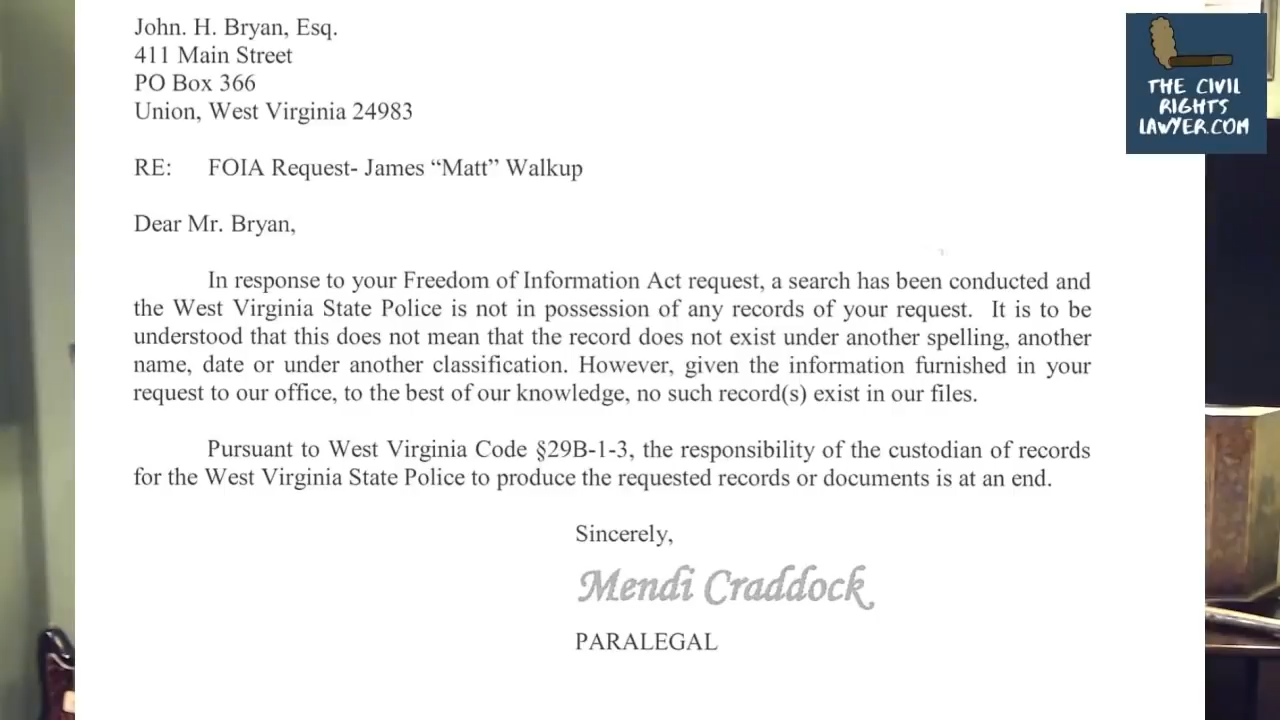 John. H. Bryan, Esq.
411 Main Street
PO Box 366
Union, West Virginia 24983
RE: FOIA Request- James “Matt” Walkup
Dear Mr. Bryan,
In response to your Freedom of Information Act request, a search has been conducted and
the West Virginia State Police is not in possession of any records of your request. It is to be
understood that this does not mean that the record does not exist under another spelling, another
name, date or under another classification. However, given the information furnished in your
request to our office, to the best of our knowledge, no such record(s) exist in our files.
Pursuant to West Virginia Code §29B-1-3, the responsibility of the custodian of records
for the West Virginia State Police to produce the requested records or documents is at an end.
Sincerely,
Mendi Craddock
PARALEGAL
THE CIVIL
RIGHTS
LAWYER.COM